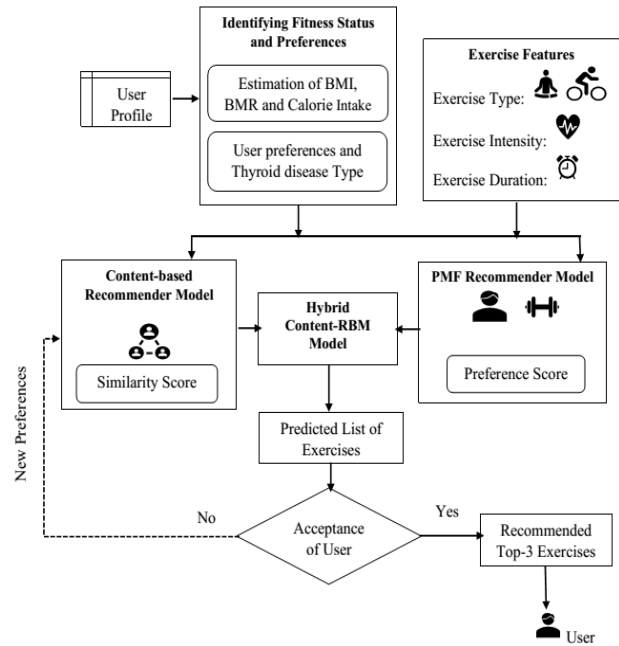 Identifying Fitness Status
and Preferences
Estimation of BMI,
BMR and Calorie Intake
User preferences and
Thyroid disease Type
User
Profile
Exercise Features
Exercise Type:
Exercise Intensity:
Exercise Duration:
Content-based
Recommender Model
Similarity Score
Hybrid
Content-RBM
Model
PMF Recommender Model
Preference Score
New Preferences
Predicted List of
Exercises
No
Acceptance
of User
Yes
Recommended
Top-3 Exercises
User